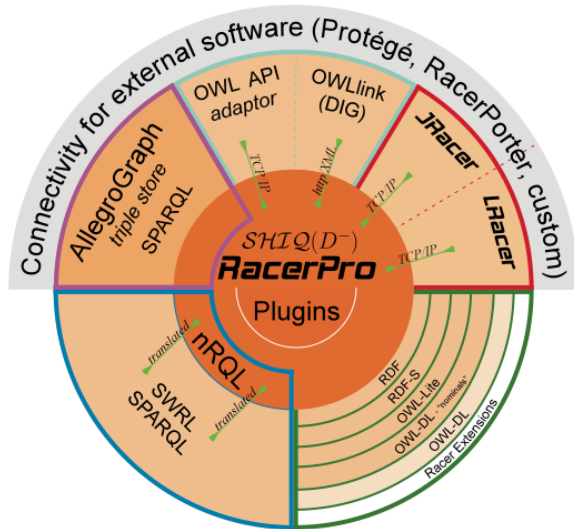 Connectivity for external software (Protégé, RacerPorter, custom)
OWL API
adaptor
OWLlink
(DIG)
AllegroGraph
triple store
SPARQL
JRacer
LRacer
TCP/IP
http/XML
TCP/IP
TCP/IP
SHIQ(D⁻)
RacerPro
Plugins
nRQL
translated
SWRL
SPARQL
translated
RDF
RDF-S
OWL-Lite
OWL-DL - "nominals"
OWL-DL
Racer Extensions